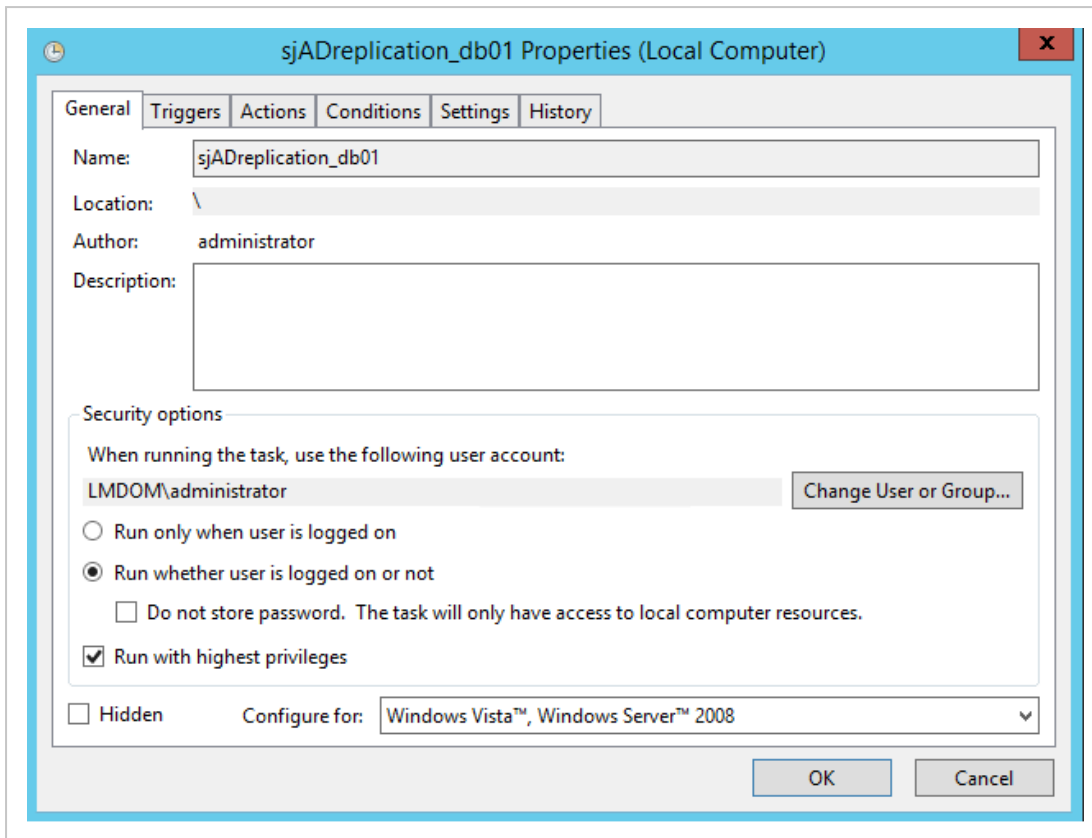 sjADreplication_db01 Properties (Local Computer)
x
General Triggers Actions Conditions Settings History
Name: sjADreplication_db01
Location: \
Author: administrator
Description:
Security options
When running the task, use the following user account:
LMDOM\administrator Change User or Group...
Run only when user is logged on
Run whether user is logged on or not
Do not store password. The task will only have access to local computer resources.
Run with highest privileges
Hidden Configure for: Windows Vista™, Windows Server™ 2008
OK Cancel